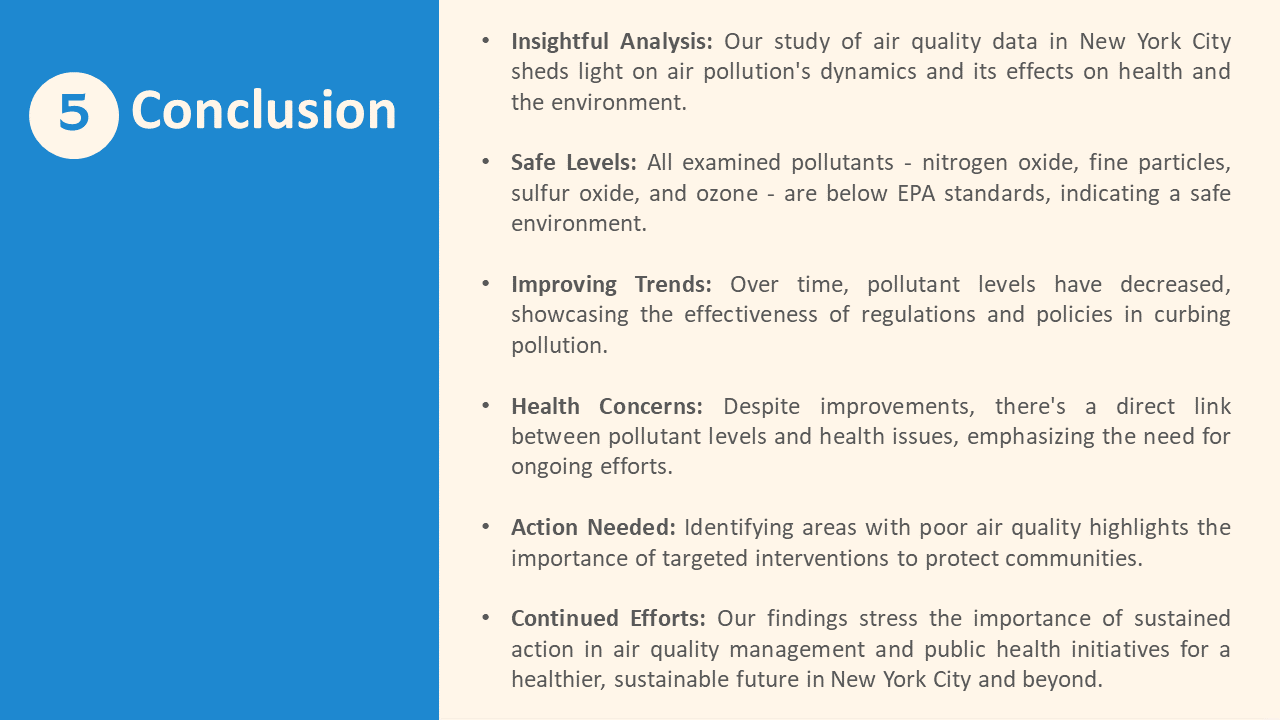 5 Conclusion
• Insightful Analysis: Our study of air quality data in New York City
sheds light on air pollution's dynamics and its effects on health and
the environment.
• Safe Levels: All examined pollutants - nitrogen oxide, fine particles,
sulfur oxide, and ozone - are below EPA standards, indicating a safe
environment.
• Improving Trends: Over time, pollutant levels have decreased,
showcasing the effectiveness of regulations and policies in curbing
pollution.
• Health Concerns: Despite improvements, there's a direct link
between pollutant levels and health issues, emphasizing the need for
ongoing efforts.
• Action Needed: Identifying areas with poor air quality highlights the
importance of targeted interventions to protect communities.
• Continued Efforts: Our findings stress the importance of sustained
action in air quality management and public health initiatives for a
healthier, sustainable future in New York City and beyond.